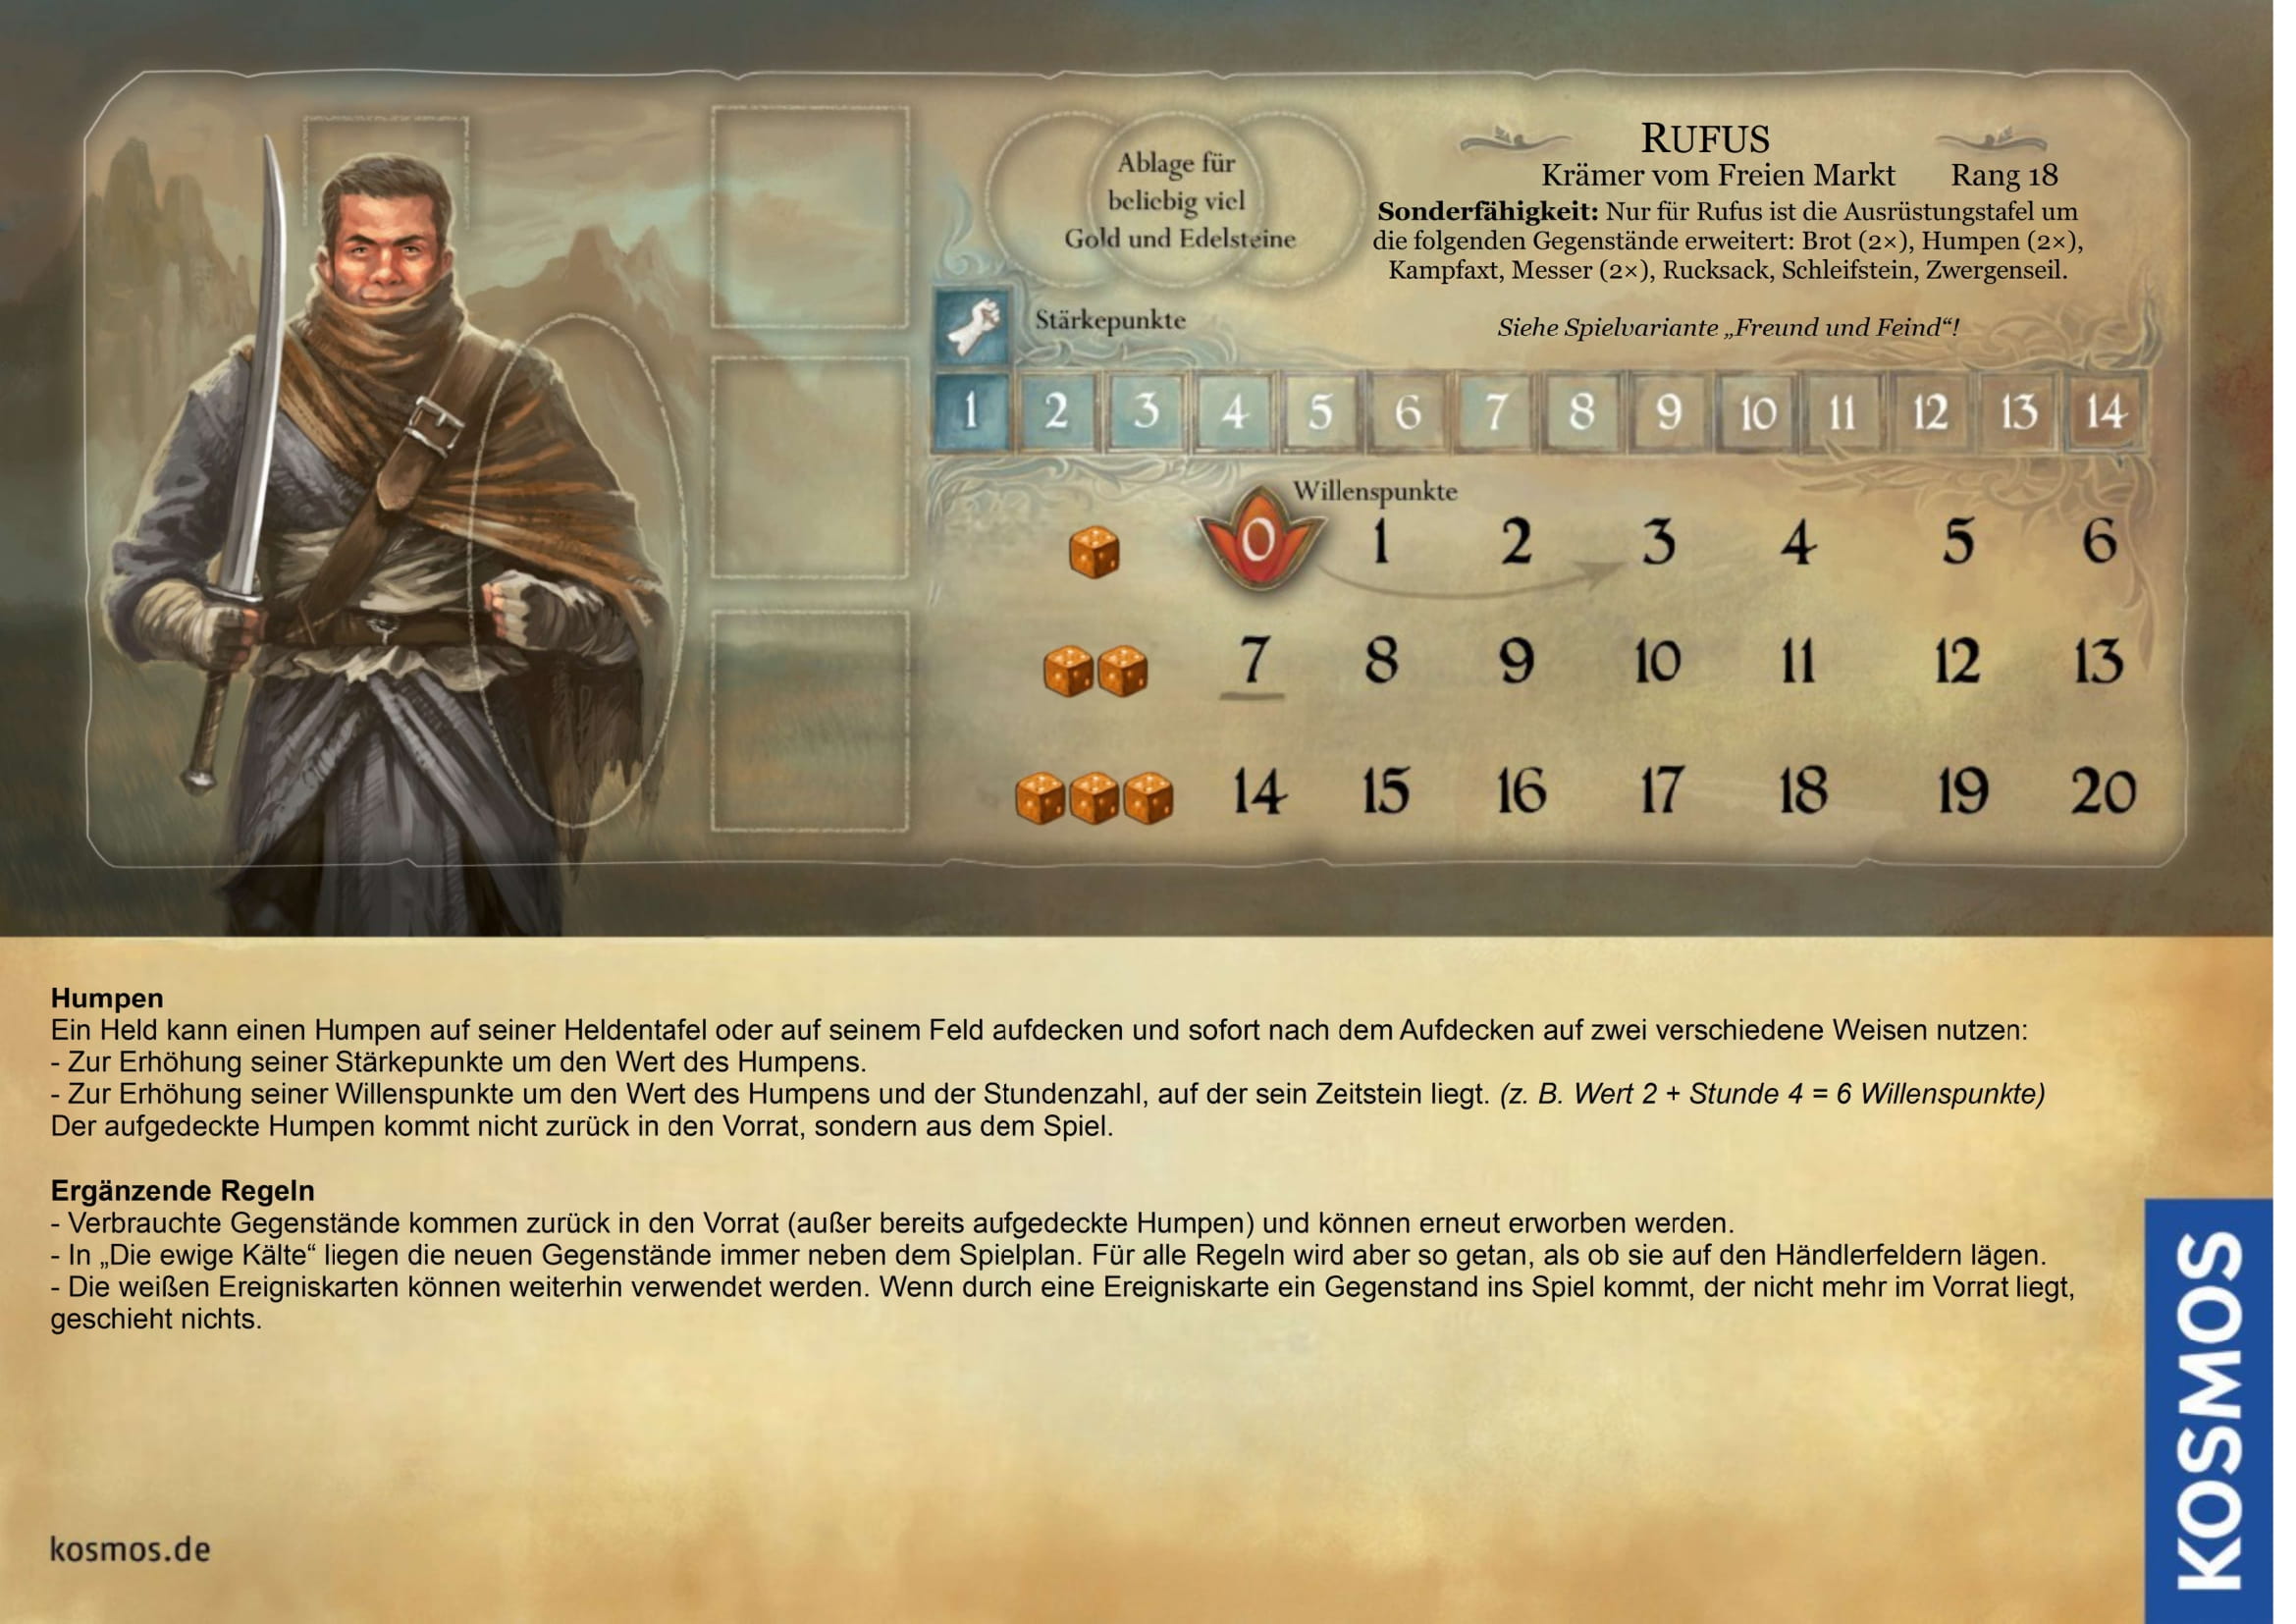 Ablage für
beliebig viel
Gold und Edelsteine
RUFUS
Krämer vom Freien Markt Rang 18
Sonderfähigkeit: Nur für Rufus ist die Ausrüstungstafel um
die folgenden Gegenstände erweitert: Brot (2×), Humpen (2×),
Kampfaxt, Messer (2×), Rucksack, Schleifstein, Zwergenseil.
Siehe Spielvariante „Freund und Feind“!
Stärkepunkte
1 2 3 4 5 6 7 8 9 10 11 12 13 14
Willenspunkte
0 1 2 3 4 5 6
7 8 9 10 11 12 13
14 15 16 17 18 19 20
Humpen
Ein Held kann einen Humpen auf seiner Heldentafel oder auf seinem Feld aufdecken und sofort nach dem Aufdecken auf zwei verschiedene Weisen nutzen:
- Zur Erhöhung seiner Stärkepunkte um den Wert des Humpens.
- Zur Erhöhung seiner Willenspunkte um den Wert des Humpens und der Stundenzahl, auf der sein Zeitstein liegt. (z. B. Wert 2 + Stunde 4 = 6 Willenspunkte)
Der aufgedeckte Humpen kommt nicht zurück in den Vorrat, sondern aus dem Spiel.
Ergänzende Regeln
- Verbrauchte Gegenstände kommen zurück in den Vorrat (außer bereits aufgedeckte Humpen) und können erneut erworben werden.
- In „Die ewige Kälte“ liegen die neuen Gegenstände immer neben dem Spielplan. Für alle Regeln wird aber so getan, als ob sie auf den Händlerfeldern lägen.
- Die weißen Ereigniskarten können weiterhin verwendet werden. Wenn durch eine Ereigniskarte ein Gegenstand ins Spiel kommt, der nicht mehr im Vorrat liegt,
geschieht nichts.
kosmos.de
KOSMOS